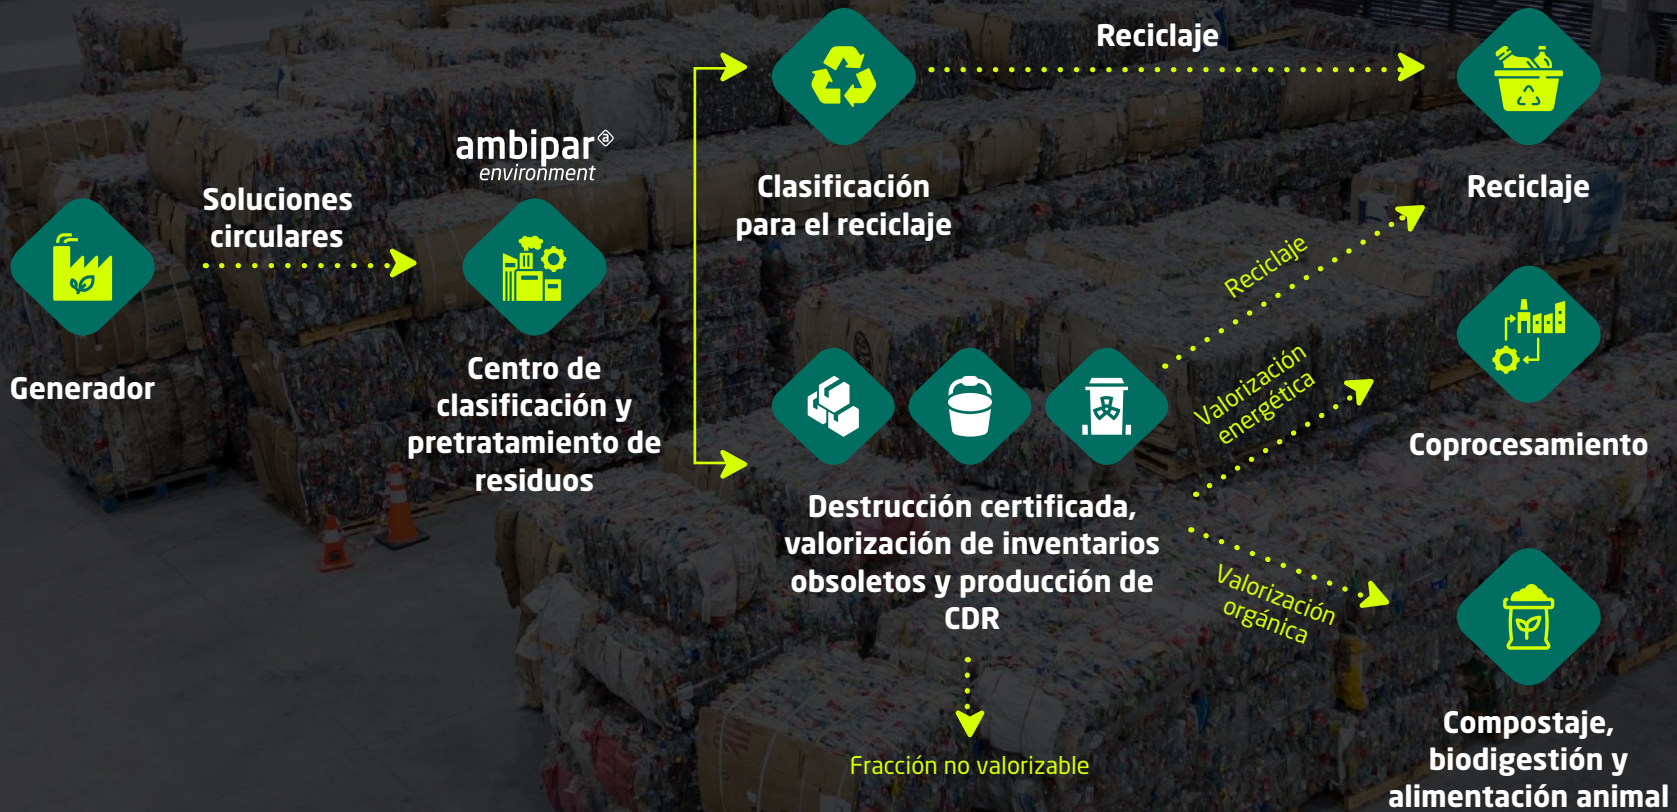 Generador
Soluciones
circulares
ambipar
environment
Centro de
clasificación y
pretratamiento de
residuos
Clasificación
para el reciclaje
Reciclaje
Reciclaje
Destrucción certificada,
valorización de inventarios
obsoletos y producción de
CDR
Reciclaje
Valorización
energética
Coprocesamiento
Valorización
orgánica
Compostaje,
biodigestión y
alimentación animal
Fracción no valorizable